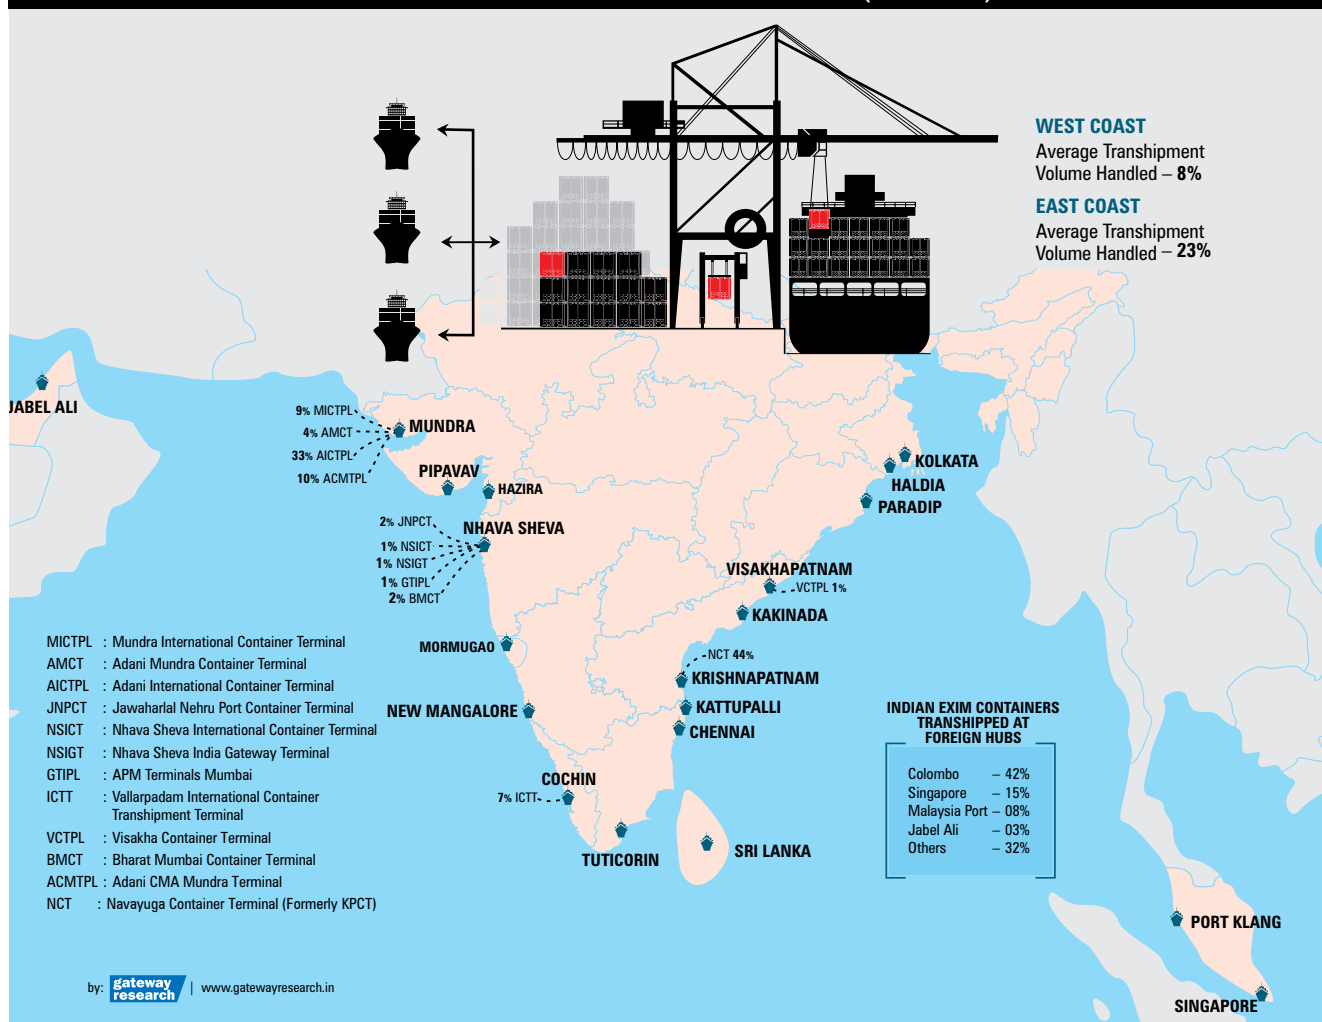 WEST COAST
Average Transhipment
Volume Handled – 8%
EAST COAST
Average Transhipment
Volume Handled – 23%
JABEL ALI
9% MICTPL
4% AMCT
33% AICTPL
10% ACMTPL
MUNDRA
PIPAVAV
HAZIRA
KOLKATA
HALDIA
PARADIP
2% JNPCT
1% NSICT
1% NSIGT
1% GTIPL
2% BMCT
NHAVA SHEVA
VISAKHAPATNAM
VCTPL 1%
KAKINADA
MORMUGAO
NCT 44%
KRISHNAPATNAM
NEW MANGALORE
KATTUPALLI
CHENNAI
COCHIN
7% ICTT
TUTICORIN
SRI LANKA
MICTPL : Mundra International Container Terminal
AMCT : Adani Mundra Container Terminal
AICTPL : Adani International Container Terminal
JNPCT : Jawaharlal Nehru Port Container Terminal
NSICT : Nhava Sheva International Container Terminal
NSIGT : Nhava Sheva India Gateway Terminal
GTIPL : APM Terminals Mumbai
ICTT : Vallarpadam International Container
Transhipment Terminal
VCTPL : Visakha Container Terminal
BMCT : Bharat Mumbai Container Terminal
ACMTPL : Adani CMA Mundra Terminal
NCT : Navayuga Container Terminal (Formerly KPCT)
INDIAN EXIM CONTAINERS
TRANSHIPPED AT
FOREIGN HUBS
Colombo – 42%
Singapore – 15%
Malaysia Port – 08%
Jabel Ali – 03%
Others – 32%
PORT KLANG
SINGAPORE
by: gateway research | www.gatewayresearch.in